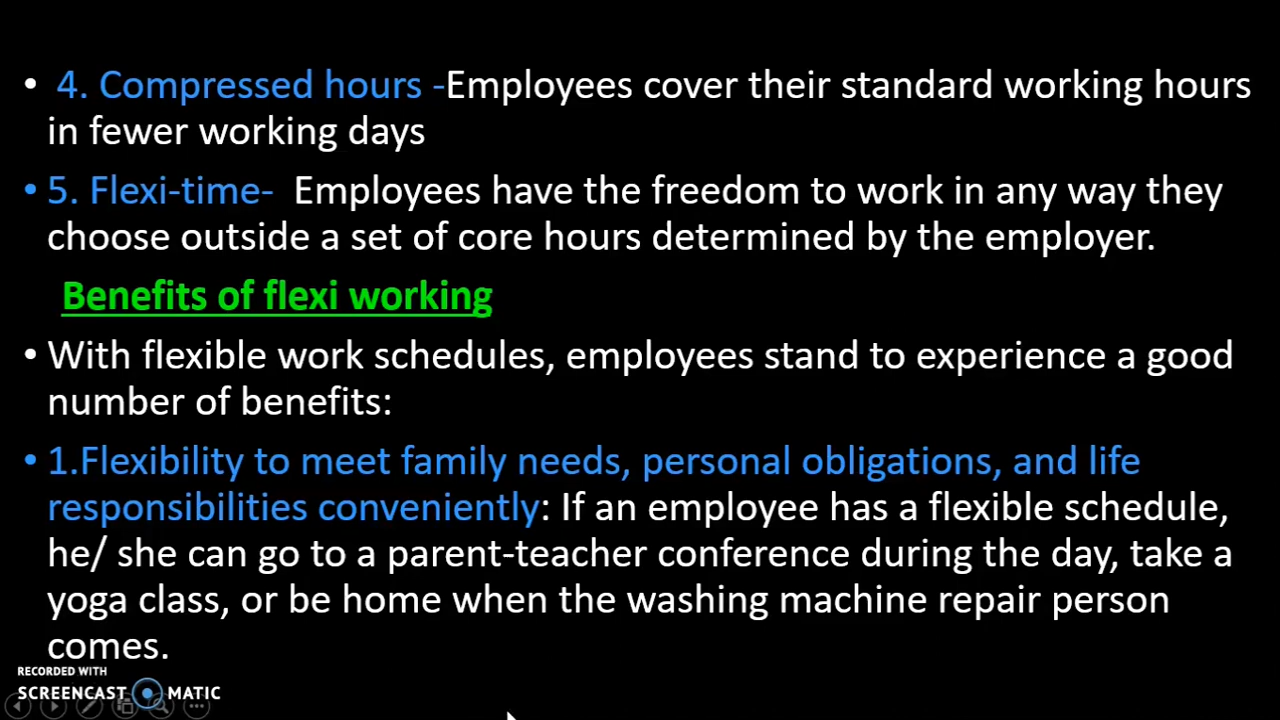 • 4. Compressed hours -Employees cover their standard working hours
in fewer working days
• 5. Flexi-time- Employees have the freedom to work in any way they
choose outside a set of core hours determined by the employer.
Benefits of flexi working
• With flexible work schedules, employees stand to experience a good
number of benefits:
• 1.Flexibility to meet family needs, personal obligations, and life
responsibilities conveniently: If an employee has a flexible schedule,
he/ she can go to a parent-teacher conference during the day, take a
yoga class, or be home when the washing machine repair person
comes.
RECORDED WITH
SCREENCAST MATIC